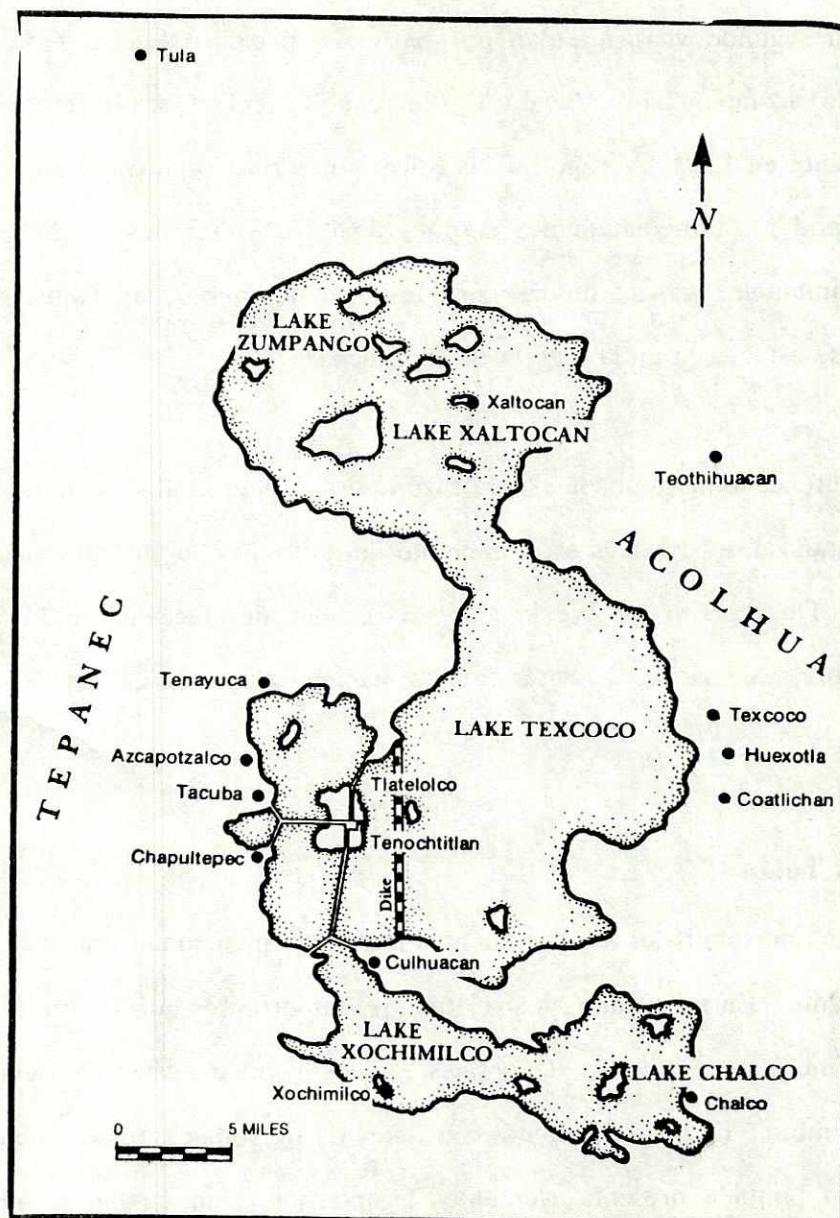 Tula
N
LAKE
ZUMPANGO
Xaltocan
LAKE XALTOCAN
Teothihuacan
ACOLHUA
TEPANEC
Tenayuca
LAKE TEXCOCO
Texcoco
Azcapotzalco
Huexotla
Tlatelolco
Tacuba
Coatlichan
Tenochtitlan
Chapultepec
Dike
Culhuacan
LAKE
XOCHIMILCO
LAKE CHALCO
Xochimilco
Chalco
0 5 MILES